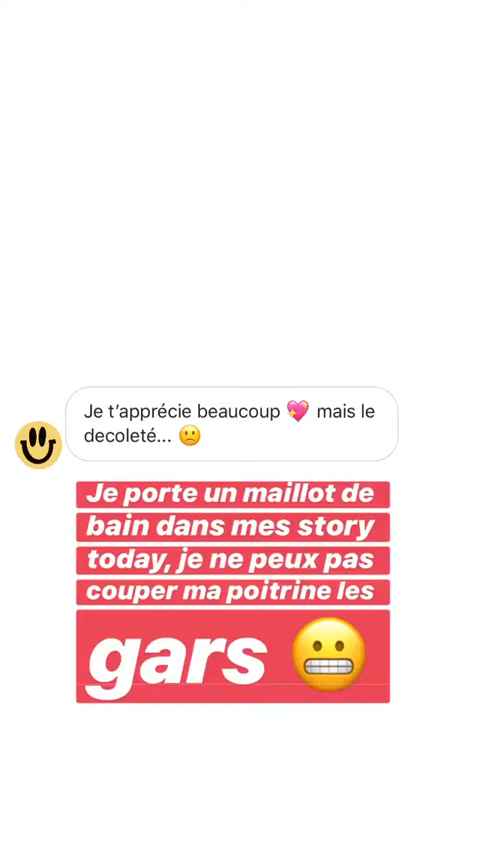 Je t’apprécie beaucoup 💖 mais le
decoleté... 🙁
Je porte un maillot de
bain dans mes story
today, je ne peux pas
couper ma poitrine les
gars 😬